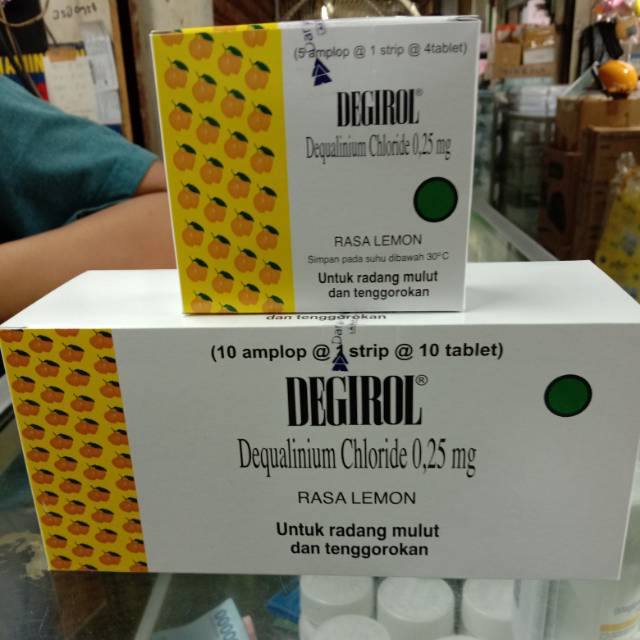 (5 amplop @ 1 strip @ 4tablet)
DEGIROL®
Dequalinium Chloride 0,25 mg
RASA LEMON
Simpan pada suhu dibawah 30°C
Untuk radang mulut
dan tenggorokan
dan tenggorokan
(10 amplop @ 1 strip @ 10 tablet)
DEGIROL®
Dequalinium Chloride 0,25 mg
RASA LEMON
Untuk radang mulut
dan tenggorokan